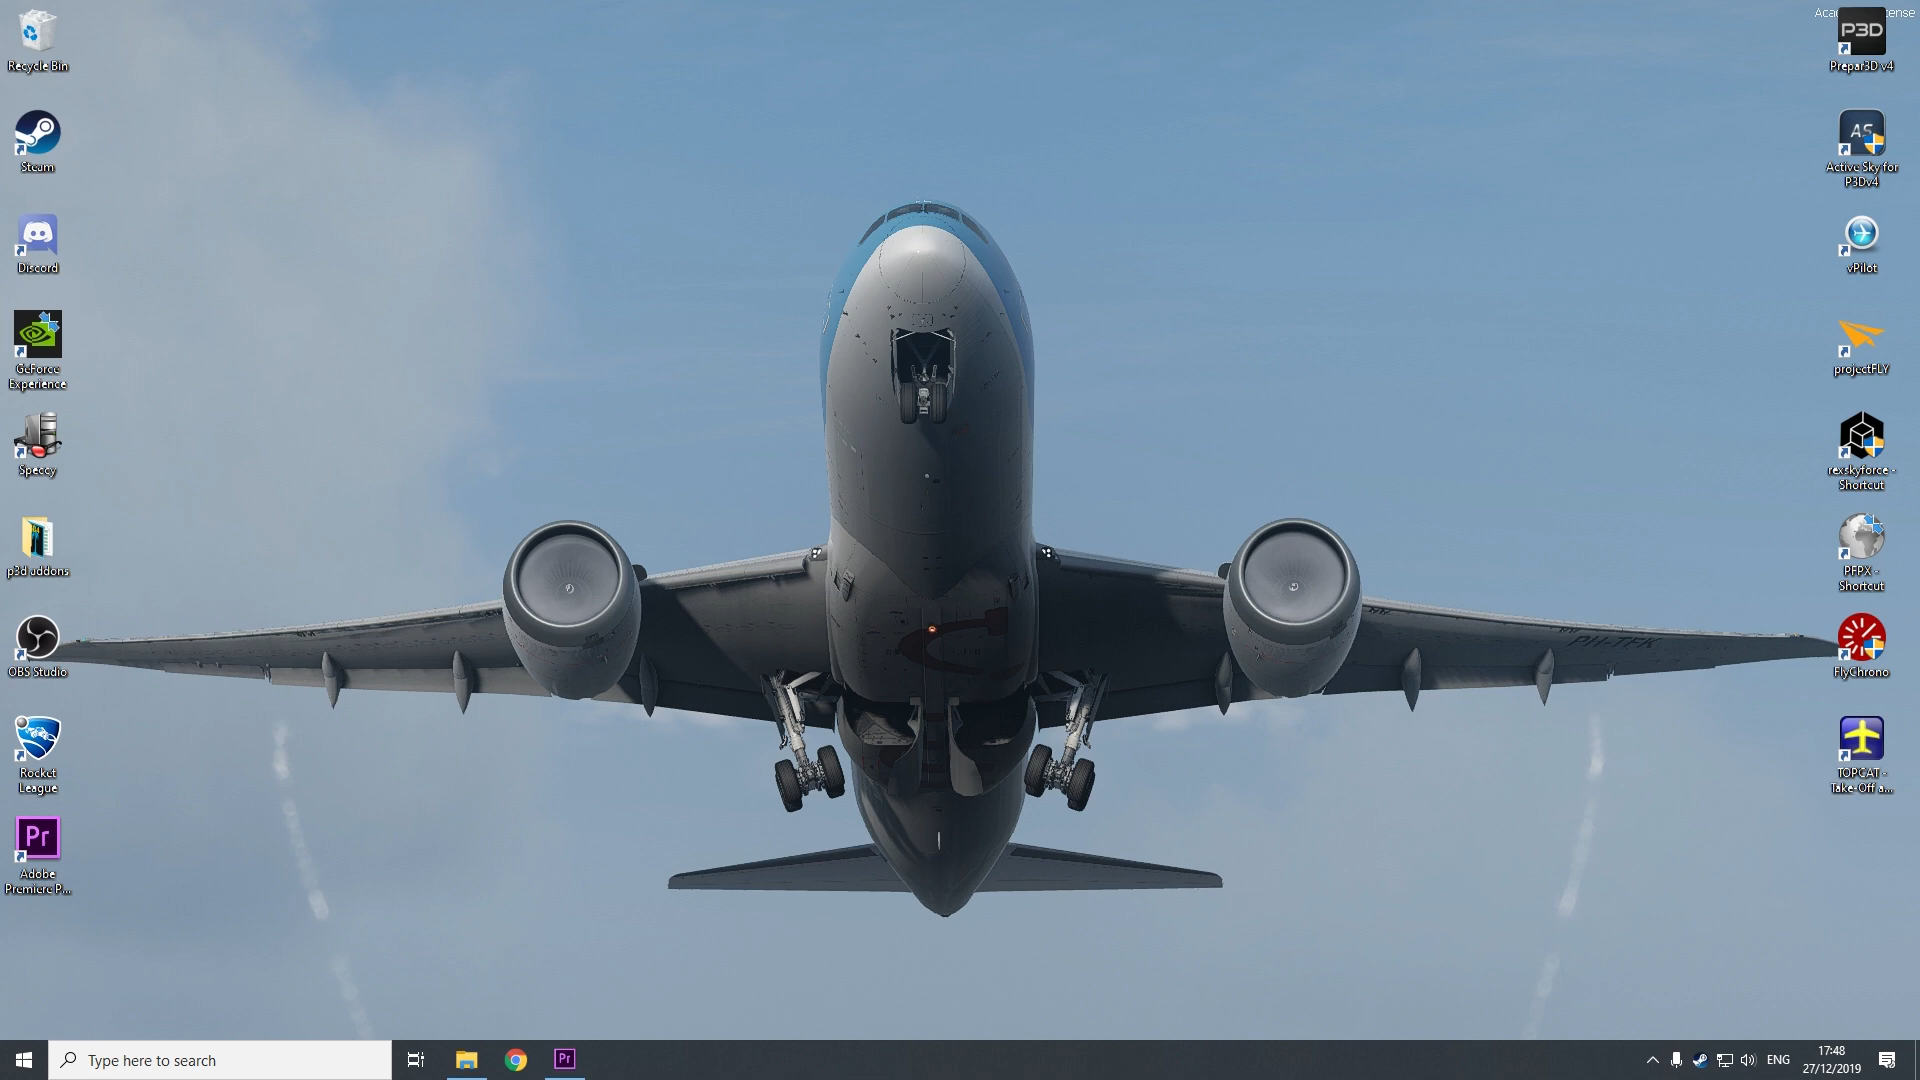 Recycle Bin
Steam
Discord
GeForce
Experience
Speccy
p3d addons
OBS Studio
Rocket
League
Pr
Adobe
Premiere P...
P3D
Prepar3D v4
AS
Active Sky for
P3Dv4
vPilot
projectFLY
rexskyforce -
Shortcut
PFPX -
Shortcut
FlyChrono
TOPCAT -
Take-Off a...
PH-TFK
Type here to search
Pr
ENG
17:48
27/12/2019